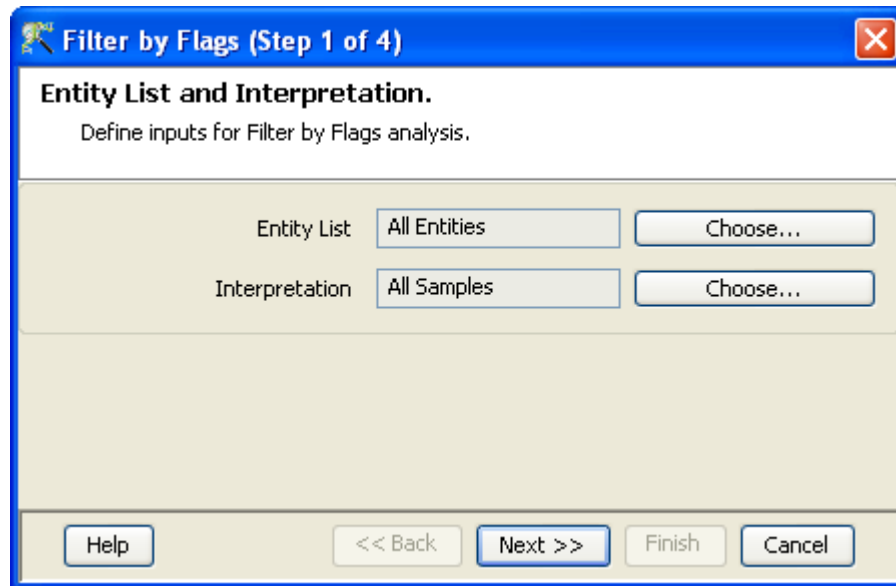 Filter by Flags (Step 1 of 4)
Entity List and Interpretation.
Define inputs for Filter by Flags analysis.
Entity List All Entities Choose...
Interpretation All Samples Choose...
Help << Back Next >> Finish Cancel